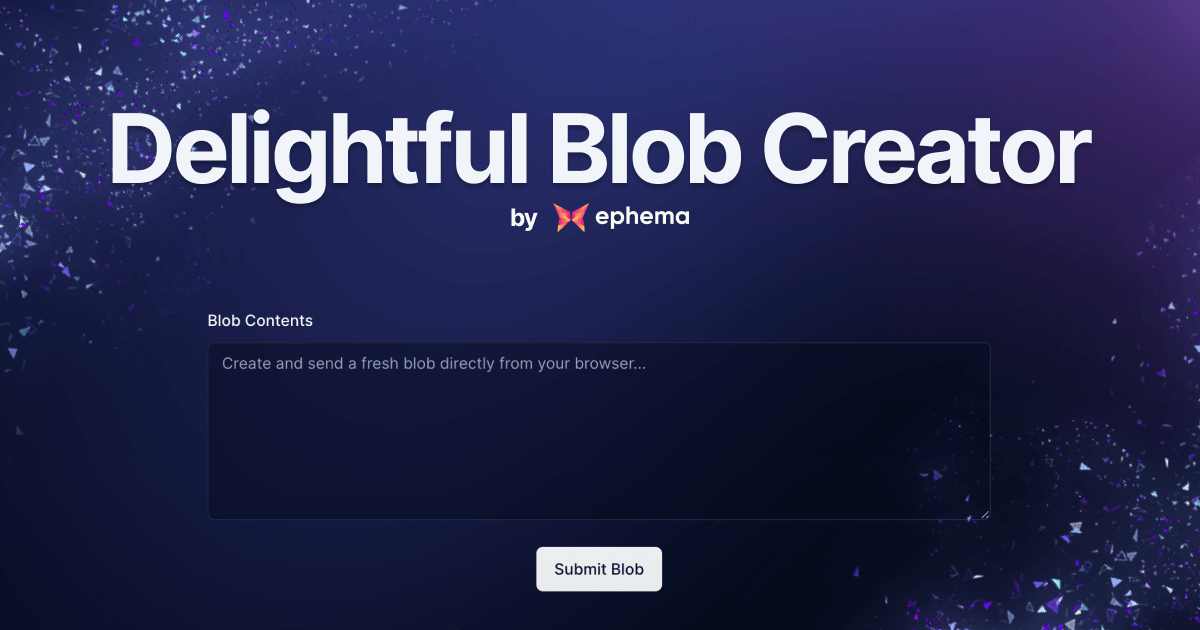 Delightful Blob Creator
by ephema
Blob Contents
Create and send a fresh blob directly from your browser...
Submit Blob